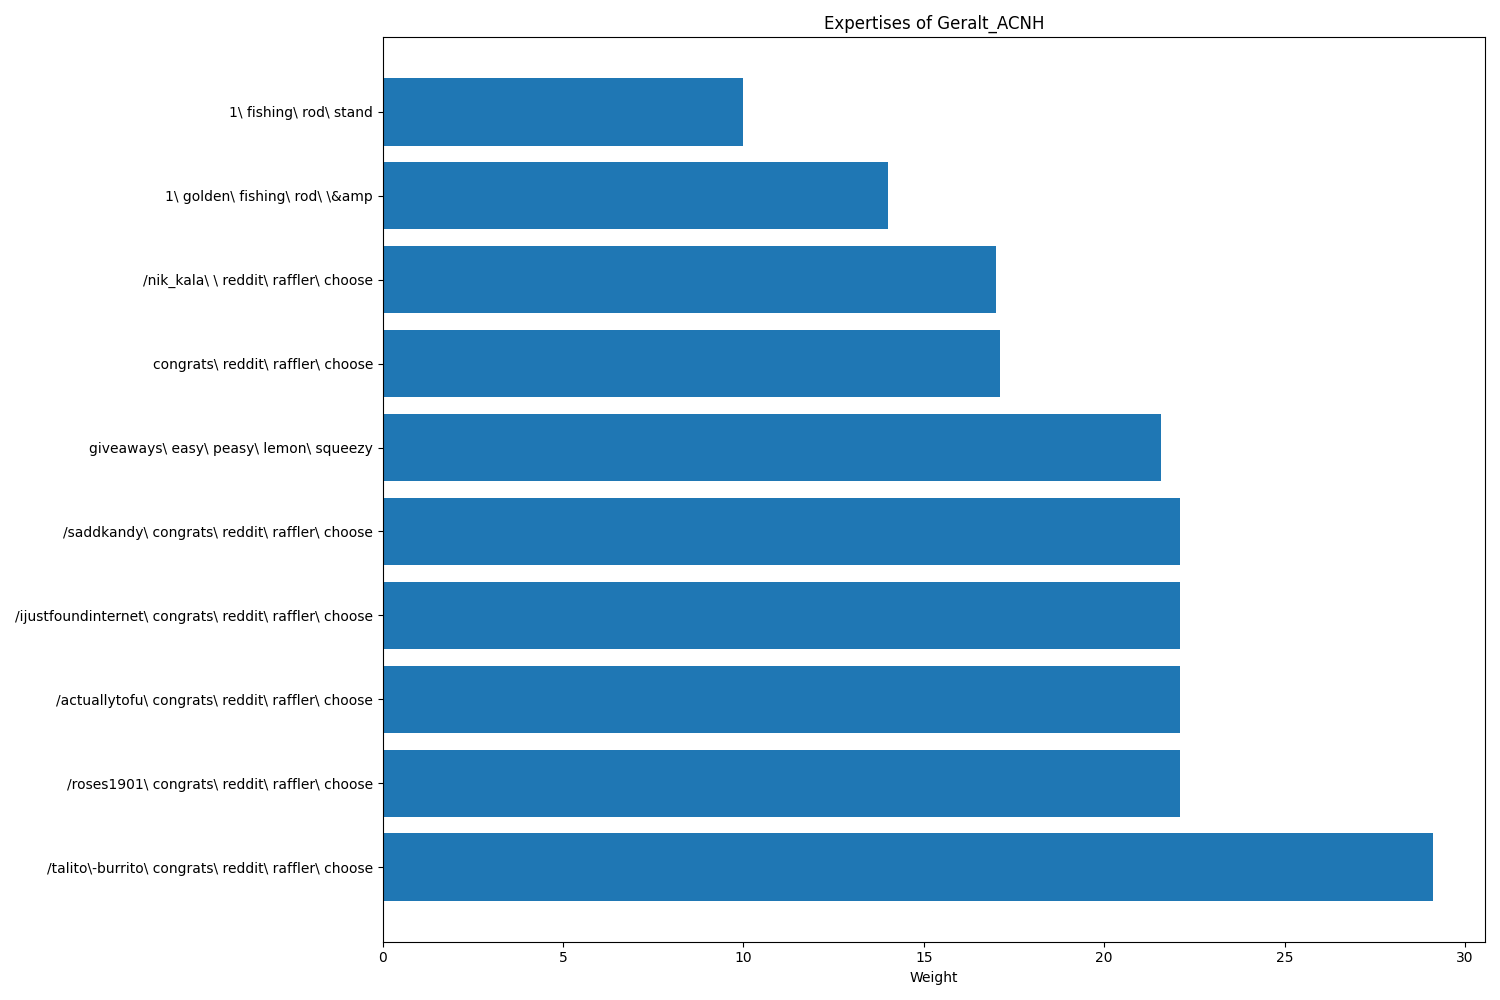 Expertises of Geralt_ACNH
1\ fishing\ rod\ stand
1\ golden\ fishing\ rod\ \&amp
/nik_kala\ \ reddit\ raffler\ choose
congrats\ reddit\ raffler\ choose
giveaways\ easy\ peasy\ lemon\ squeezy
/saddkandy\ congrats\ reddit\ raffler\ choose
/ijustfoundinternet\ congrats\ reddit\ raffler\ choose
/actuallytofu\ congrats\ reddit\ raffler\ choose
/roses1901\ congrats\ reddit\ raffler\ choose
/talito\-burrito\ congrats\ reddit\ raffler\ choose
0 5 10 15 20 25 30
Weight